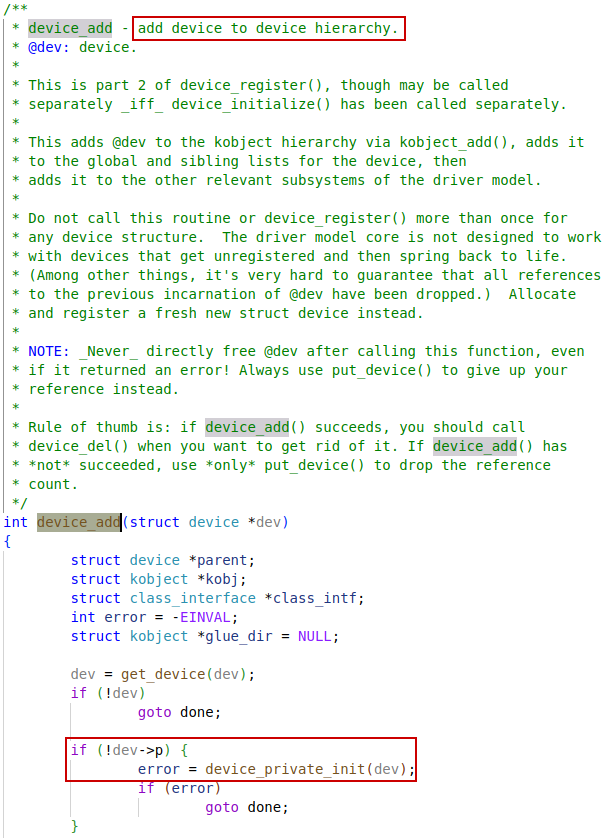 /**
 * device_add - add device to device hierarchy.
 * @dev: device.
 *
 * This is part 2 of device_register(), though may be called
 * separately _iff_ device_initialize() has been called separately.
 *
 * This adds @dev to the kobject hierarchy via kobject_add(), adds it
 * to the global and sibling lists for the device, then
 * adds it to the other relevant subsystems of the driver model.
 *
 * Do not call this routine or device_register() more than once for
 * any device structure.  The driver model core is not designed to work
 * with devices that get unregistered and then spring back to life.
 * (Among other things, it's very hard to guarantee that all references
 * to the previous incarnation of @dev have been dropped.)  Allocate
 * and register a fresh new struct device instead.
 *
 * NOTE: _Never_ directly free @dev after calling this function, even
 * if it returned an error! Always use put_device() to give up your
 * reference instead.
 *
 * Rule of thumb is: if device_add() succeeds, you should call
 * device_del() when you want to get rid of it. If device_add() has
 * *not* succeeded, use *only* put_device() to drop the reference
 * count.
 */
int device_add(struct device *dev)
{
        struct device *parent;
        struct kobject *kobj;
        struct class_interface *class_intf;
        int error = -EINVAL;
        struct kobject *glue_dir = NULL;

        dev = get_device(dev);
        if (!dev)
                goto done;

        if (!dev->p) {
                error = device_private_init(dev);
                if (error)
                        goto done;
        }